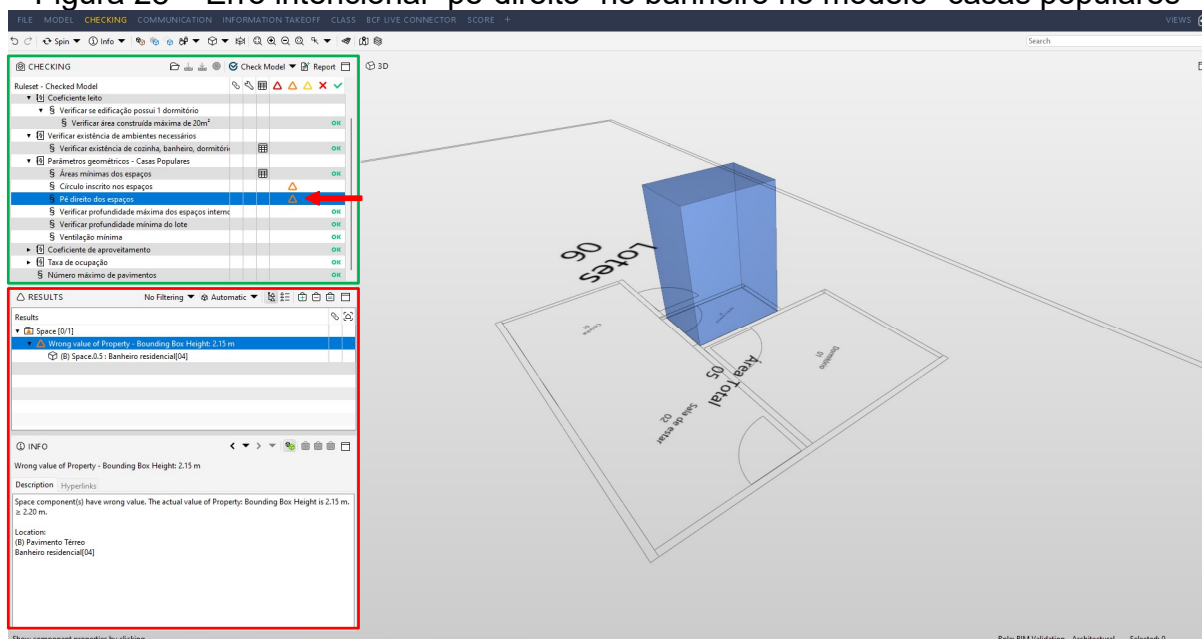 Figura 28 – Erro intencional "pé-direito" no banheiro no modelo "casas populares"
FILE MODEL CHECKING COMMUNICATION INFORMATION TAKEOFF CLASS BCF LIVE CONNECTOR SCORE + VIEWS
Spin Info Search
CHECKING Check Model Report
3D
Ruleset - Checked Model
Coeficiente leito
§ Verificar se edificação possui 1 dormitório
§ Verificar área construída máxima de 20m² OK
Verificar existência de ambientes necessários
§ Verificar existência de cozinha, banheiro, dormitóri OK
Parámetros geométricos - Casas Populares
§ Áreas mínimas dos espaços OK
§ Círculo inscrito nos espaços
§ Pé direito dos espaços
§ Verificar profundidade máxima dos espaços interno OK
§ Verificar profundidade mínima do lote OK
§ Ventilação mínima OK
Coeficiente de aproveitamento OK
Taxa de ocupação OK
§ Número máximo de pavimentos OK
RESULTS No Filtering Automatic
Results
Space [0/1]
Wrong value of Property - Bounding Box Height: 2.15 m
(B) Space.0.5 : Banheiro residencial[04]
INFO
Wrong value of Property - Bounding Box Height: 2.15 m
Description Hyperlinks
Space component(s) have wrong value. The actual value of Property: Bounding Box Height is 2.15 m.
≥ 2.20 m.
Location:
(B) Pavimento Térreo
Banheiro residencial[04]
Lotes
06
Cozinha
Dormitório
01
Área Total
05
Sala de estar
02
Show component properties by clicking
Role: BIM Validation - Architectural Selected: 0